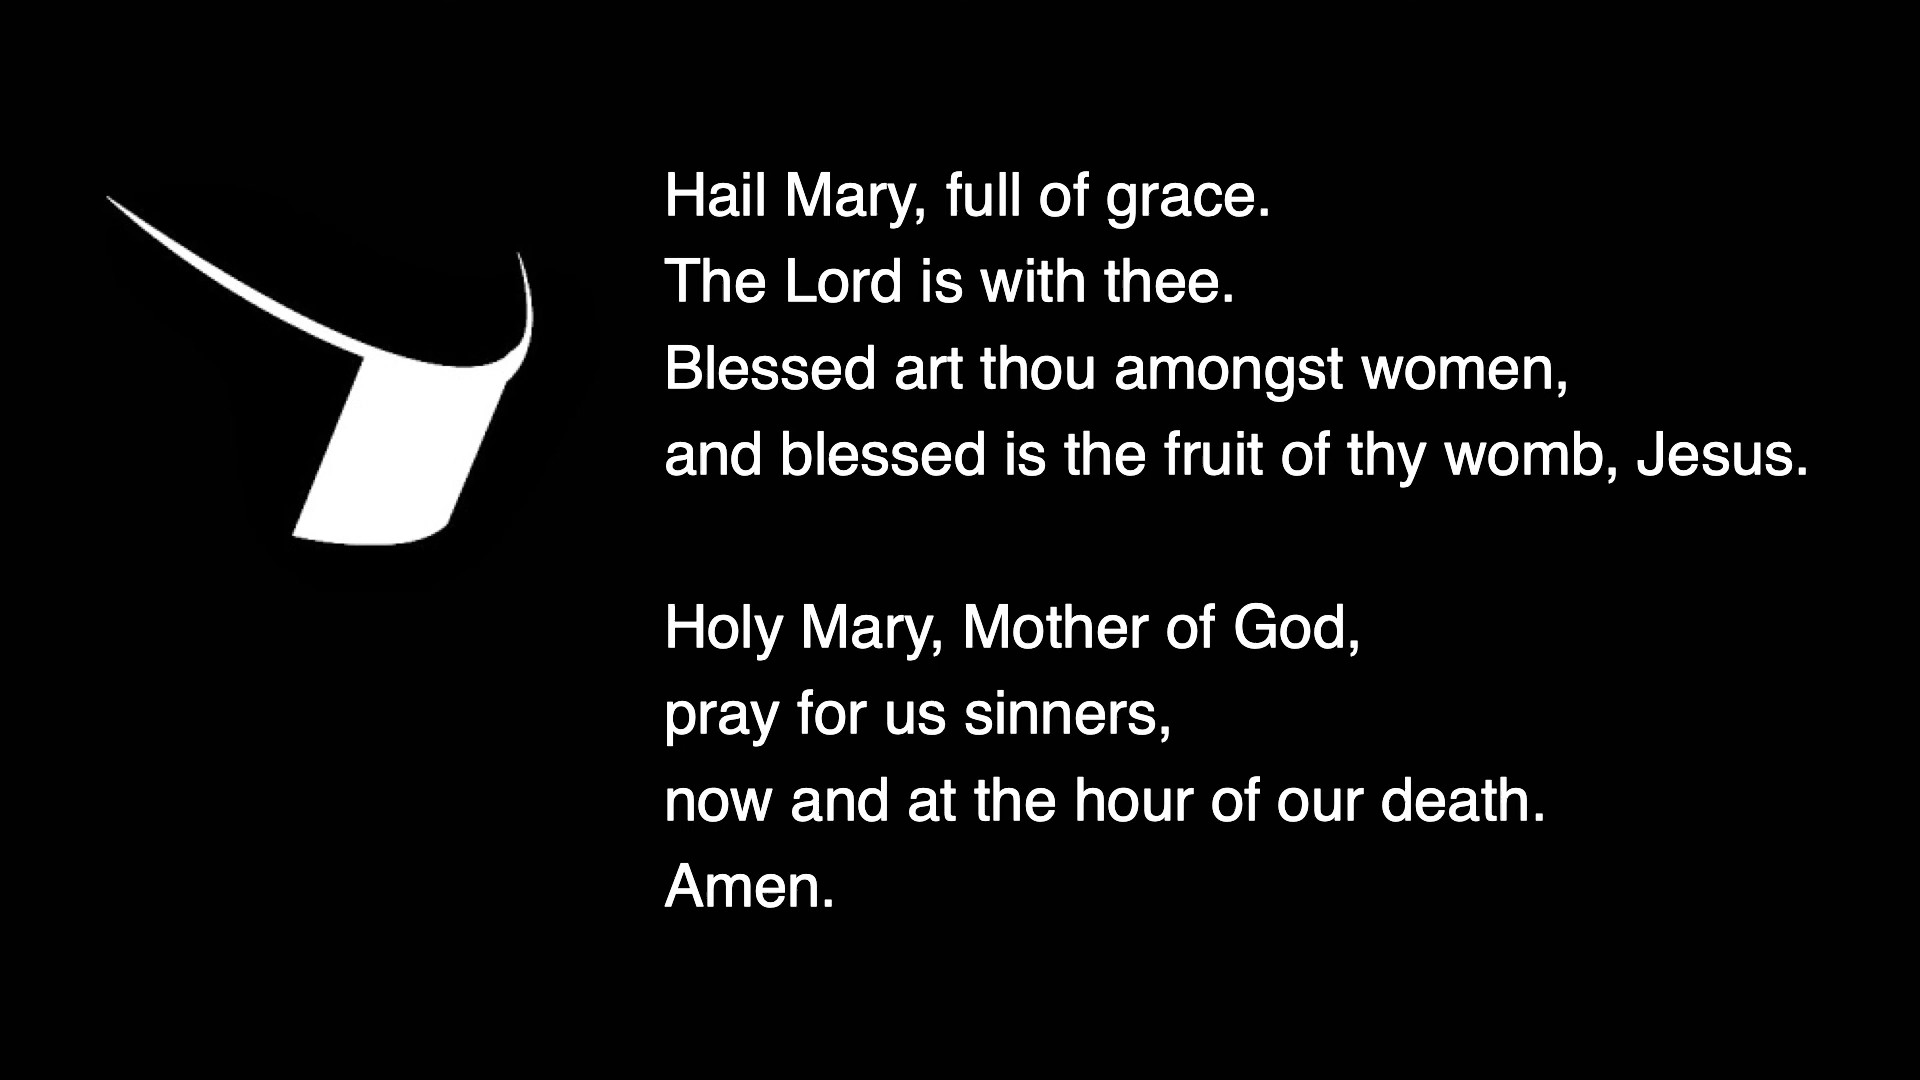 Hail Mary, full of grace.
The Lord is with thee.
Blessed art thou amongst women,
and blessed is the fruit of thy womb, Jesus.
Holy Mary, Mother of God,
pray for us sinners,
now and at the hour of our death.
Amen.